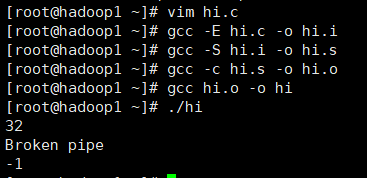 [root@hadoop1 ~]# vim hi.c
[root@hadoop1 ~]# gcc -E hi.c -o hi.i
[root@hadoop1 ~]# gcc -S hi.i -o hi.s
[root@hadoop1 ~]# gcc -c hi.s -o hi.o
[root@hadoop1 ~]# gcc hi.o -o hi
[root@hadoop1 ~]# ./hi
32
Broken pipe
-1
[root@hadoop1 ~]#